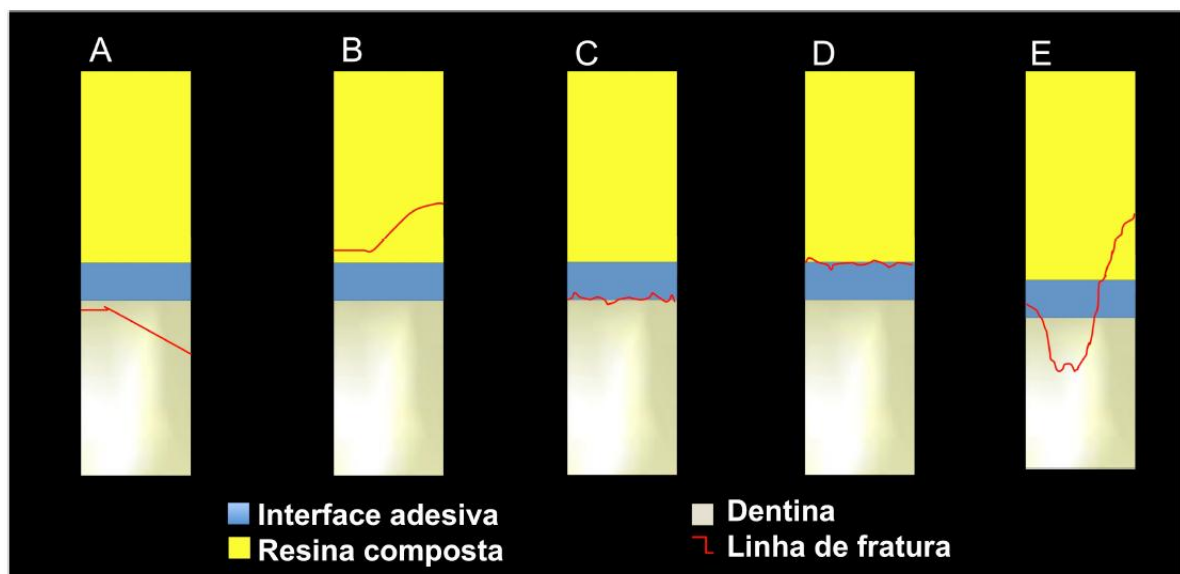 A B C D E
Interface adesiva
Dentina
Resina composta
Linha de fratura